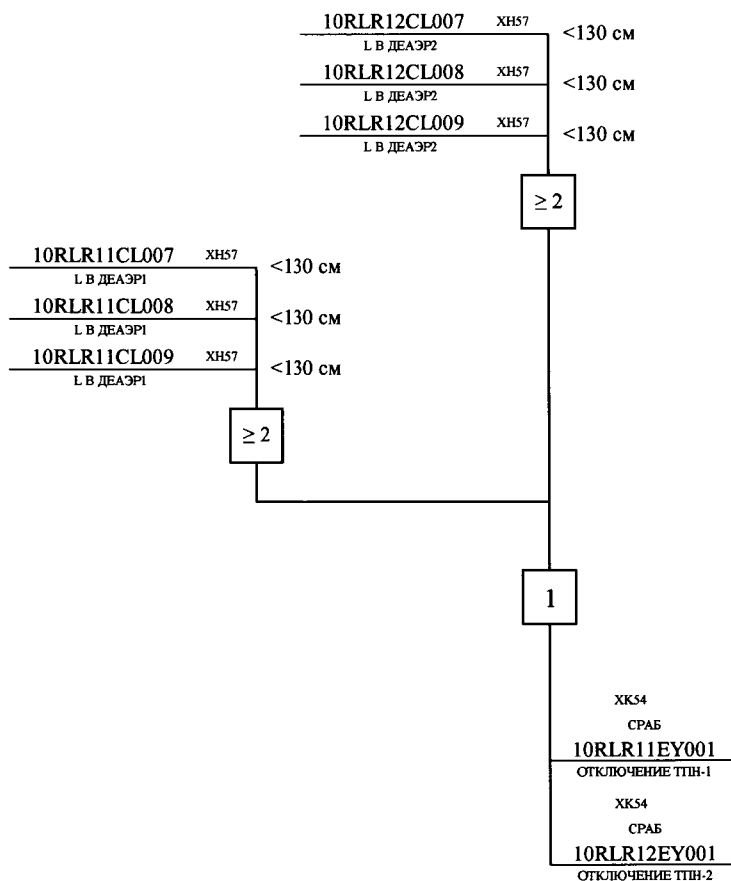 10RLR12CL007 XH57 <130 см
L В ДЕАЭР2
10RLR12CL008 XH57 <130 см
L В ДЕАЭР2
10RLR12CL009 XH57 <130 см
L В ДЕАЭР2
≥ 2
10RLR11CL007 XH57 <130 см
L В ДЕАЭР1
10RLR11CL008 XH57 <130 см
L В ДЕАЭР1
10RLR11CL009 XH57 <130 см
L В ДЕАЭР1
≥ 2
1
XK54
СРАБ
10RLR11EY001
ОТКЛЮЧЕНИЕ ТПН-1
XK54
СРАБ
10RLR12EY001
ОТКЛЮЧЕНИЕ ТПН-2